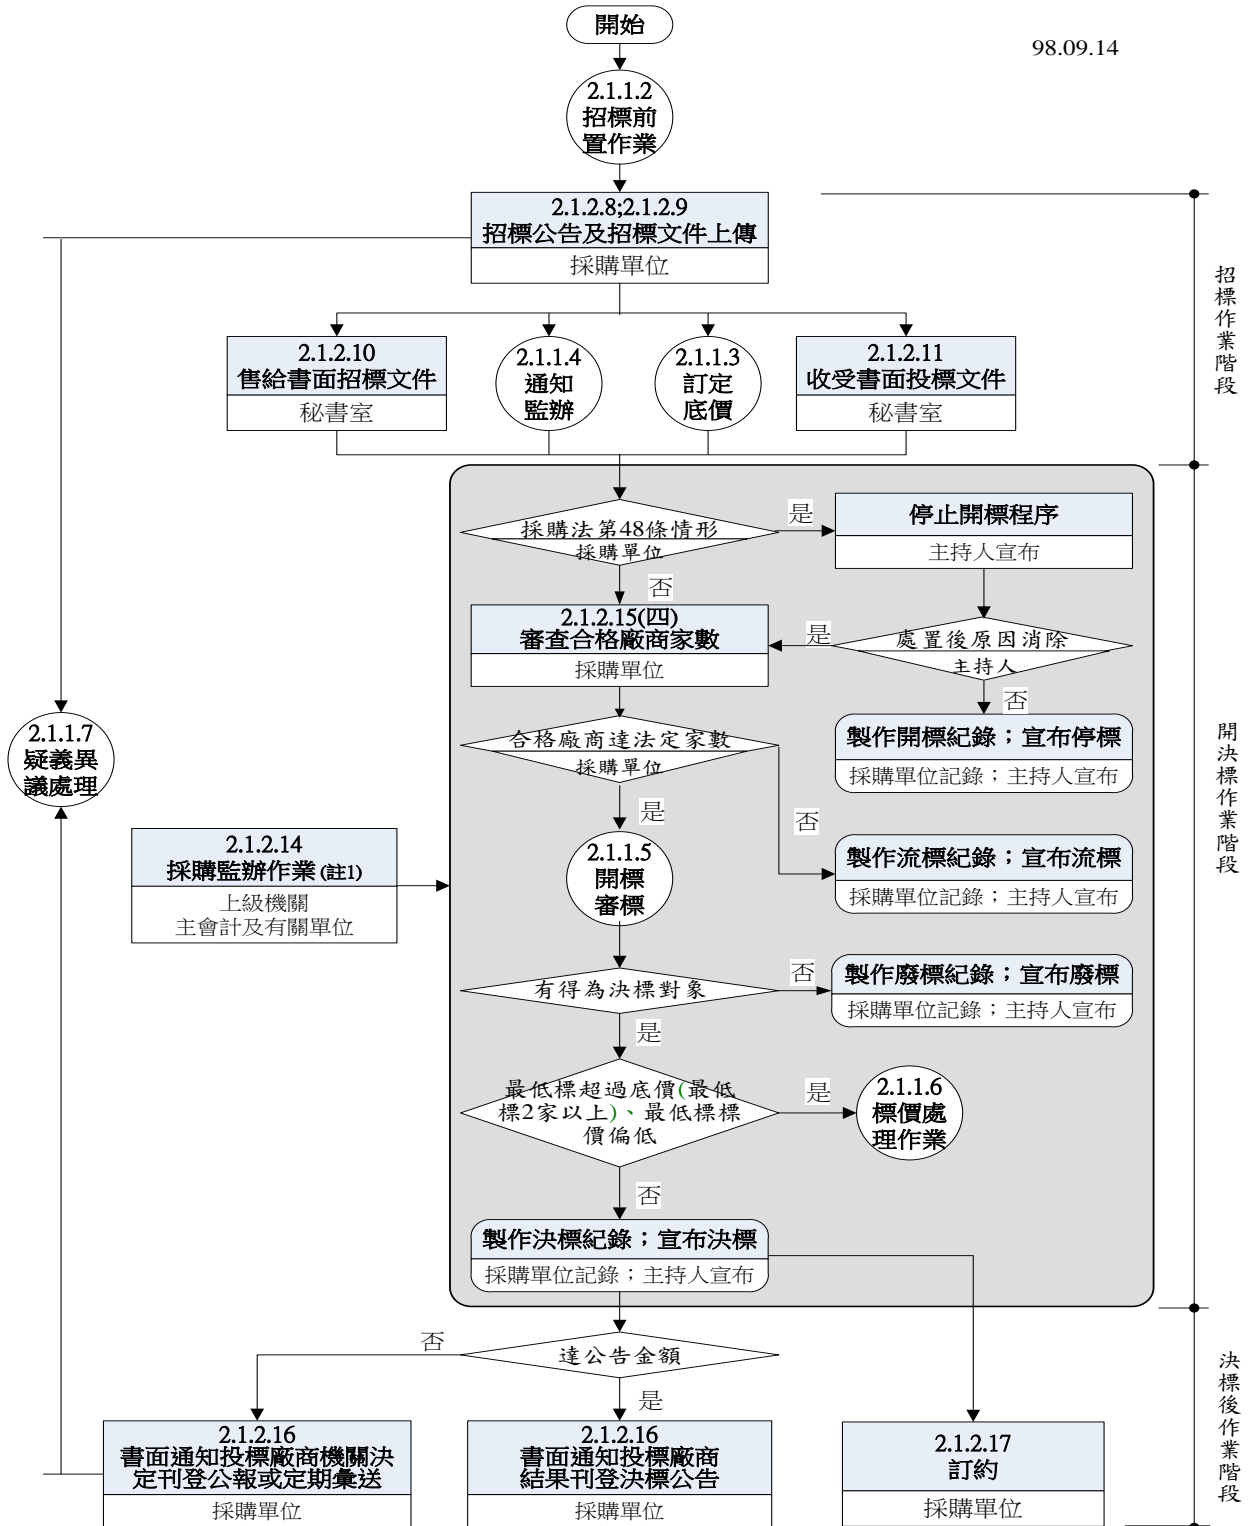 開始
98.09.14
2.1.1.2
招標前
置作業
2.1.2.8;2.1.2.9
招標公告及招標文件上傳
採購單位
招標作業階段
2.1.2.10
售給書面招標文件
秘書室
2.1.1.4
通知
監辦
2.1.1.3
訂定
底價
2.1.2.11
收受書面投標文件
秘書室
採購法第48條情形
採購單位
是
否
停止開標程序
主持人宣布
2.1.2.15(四)
審查合格廠商家數
採購單位
是
處置後原因消除
主持人
否
合格廠商達法定家數
採購單位
是
否
製作開標紀錄；宣布停標
採購單位記錄；主持人宣布
開決標作業階段
2.1.1.7
疑義異
議處理
2.1.2.14
採購監辦作業(註1)
上級機關
主會計及有關單位
2.1.1.5
開標
審標
製作流標紀錄；宣布流標
採購單位記錄；主持人宣布
有得為決標對象
否
是
製作廢標紀錄；宣布廢標
採購單位記錄；主持人宣布
最低標超過底價(最低
標2家以上)、最低標標
價偏低
是
否
2.1.1.6
標價處
理作業
製作決標紀錄；宣布決標
採購單位記錄；主持人宣布
達公告金額
否
是
決標後作業階段
2.1.2.16
書面通知投標廠商機關決
定刊登公報或定期彙送
採購單位
2.1.2.16
書面通知投標廠商
結果刊登決標公告
採購單位
2.1.2.17
訂約
採購單位